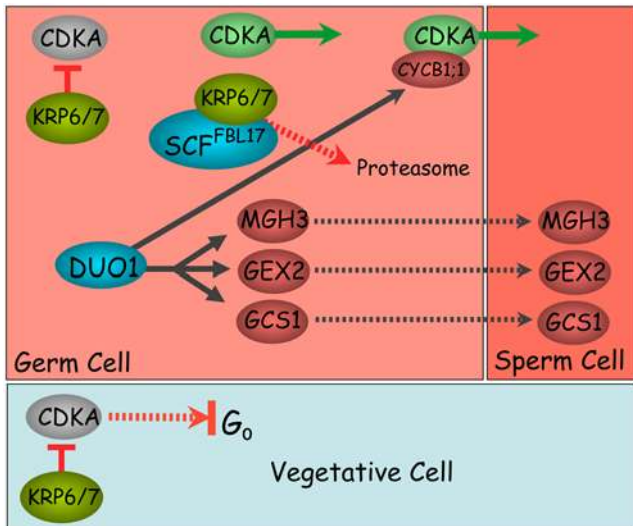 CDKA
CDKA
CDKA
CYCB1;1
KRP6/7
KRP6/7
SCF^FBL17
Proteasome
MGH3
MGH3
DUO1
GEX2
GEX2
GCS1
GCS1
Germ Cell
Sperm Cell
CDKA
G₀
KRP6/7
Vegetative Cell